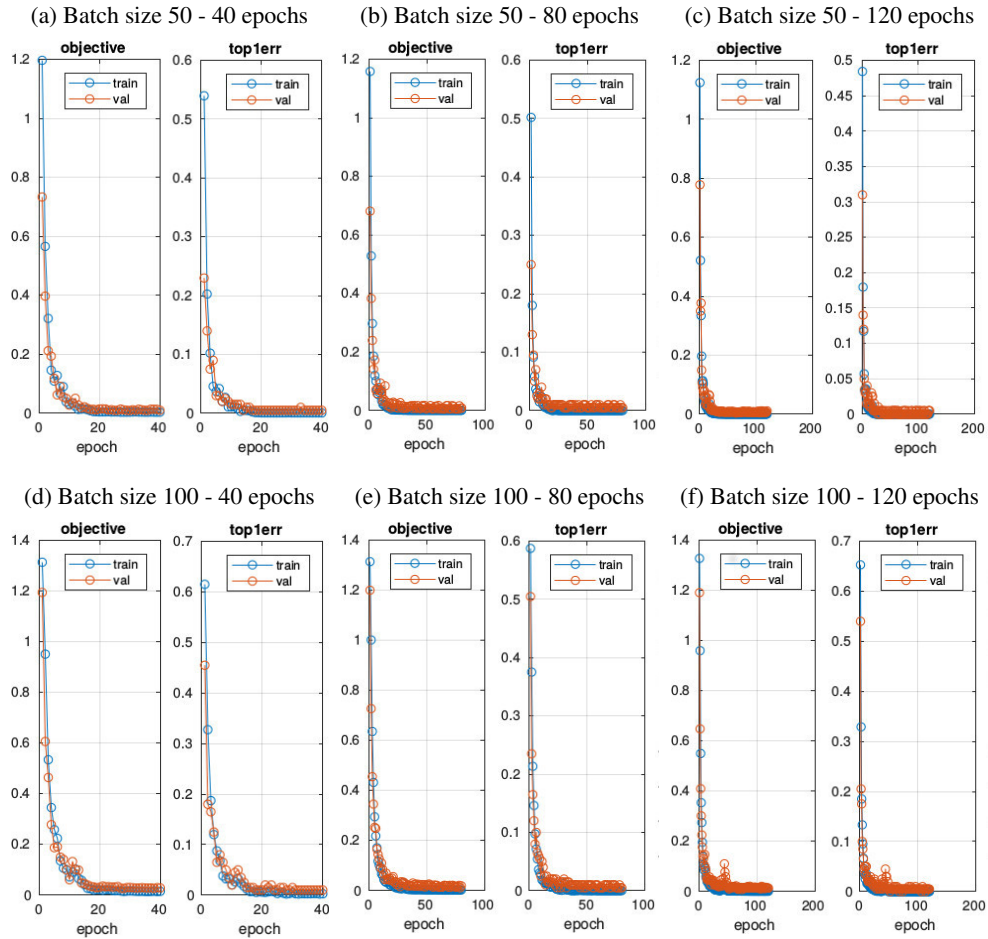 (a) Batch size 50 - 40 epochs
objective
train
val
1.2
1
0.8
0.6
0.4
0.2
0
0
20
40
epoch
top1err
train
val
0.6
0.5
0.4
0.3
0.2
0.1
0
0
20
40
epoch
(b) Batch size 50 - 80 epochs
objective
train
val
1.2
1
0.8
0.6
0.4
0.2
0
0
50
100
epoch
top1err
train
val
0.6
0.5
0.4
0.3
0.2
0.1
0
0
50
100
epoch
(c) Batch size 50 - 120 epochs
objective
train
val
1.2
1
0.8
0.6
0.4
0.2
0
0
100
200
epoch
top1err
train
val
0.5
0.45
0.4
0.35
0.3
0.25
0.2
0.15
0.1
0.05
0
0
100
200
epoch
(d) Batch size 100 - 40 epochs
objective
train
val
1.4
1.2
1
0.8
0.6
0.4
0.2
0
0
20
40
epoch
top1err
train
val
0.7
0.6
0.5
0.4
0.3
0.2
0.1
0
0
20
40
epoch
(e) Batch size 100 - 80 epochs
objective
train
val
1.4
1.2
1
0.8
0.6
0.4
0.2
0
0
50
100
epoch
top1err
train
val
0.6
0.5
0.4
0.3
0.2
0.1
0
0
50
100
epoch
(f) Batch size 100 - 120 epochs
objective
train
val
1.4
1.2
1
0.8
0.6
0.4
0.2
0
0
100
200
epoch
top1err
train
val
0.7
0.6
0.5
0.4
0.3
0.2
0.1
0
0
100
200
epoch